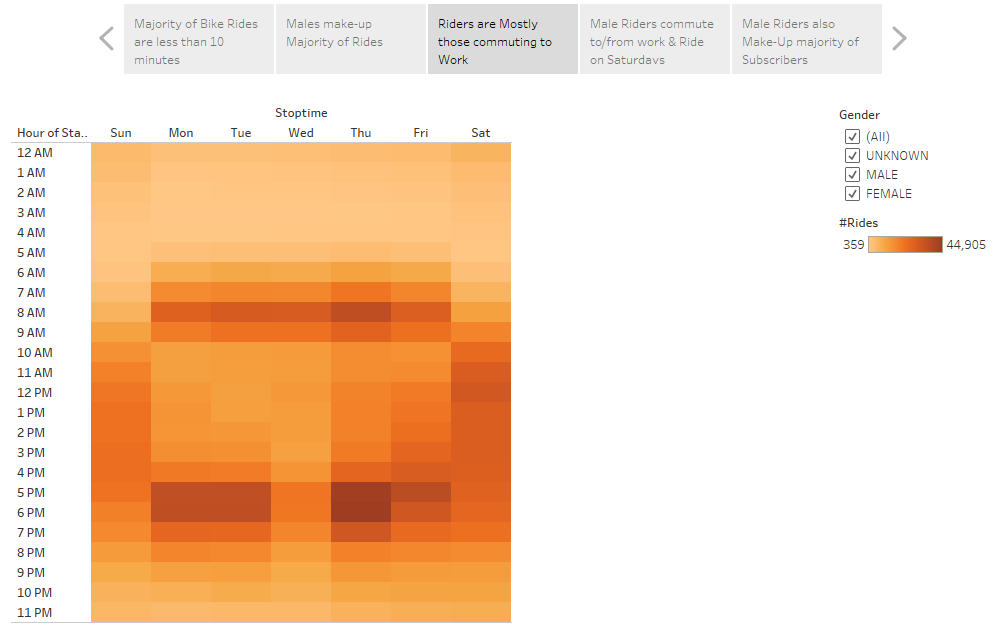 Majority of Bike Rides
are less than 10
minutes
Males make-up
Majority of Rides
Riders are Mostly
those commuting to
Work
Male Riders commute
to/from work & Ride
on Saturdays
Male Riders also
Make-Up majority of
Subscribers
Stoptime
Hour of Sta.. Sun Mon Tue Wed Thu Fri Sat
12 AM
1 AM
2 AM
3 AM
4 AM
5 AM
6 AM
7 AM
8 AM
9 AM
10 AM
11 AM
12 PM
1 PM
2 PM
3 PM
4 PM
5 PM
6 PM
7 PM
8 PM
9 PM
10 PM
11 PM
Gender
(All)
UNKNOWN
MALE
FEMALE
#Rides
359 44,905